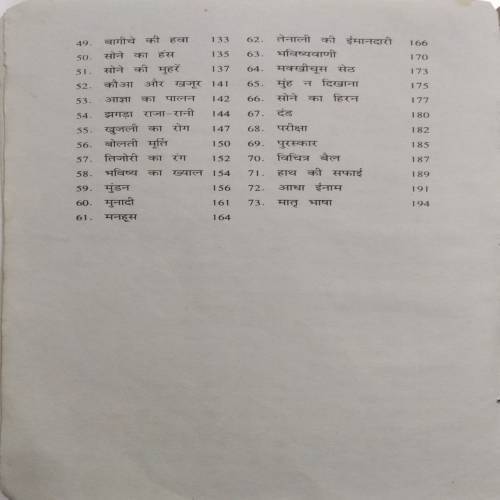 49. बागीचे की हवा 133
50. सोने का हंस 135
51. सोने की मुहरें 137
52. कौआ और खजूर 141
53. आज्ञा का पालन 142
54. झगड़ा राजा-रानी 144
55. खुजली का रोग 147
56. बोलती मूर्ति 150
57. तिजोरी का रंग 152
58. भविष्य का ख्याल 154
59. मुंडन 156
60. मुनादी 161
61. मनहूस 164
62. तेनाली की ईमानदारी 166
63. भविष्यवाणी 170
64. मक्खीचूस सेठ 173
65. मुंह न दिखाना 175
66. सोने का हिरन 177
67. दंड 180
68. परीक्षा 182
69. पुरस्कार 185
70. विचित्र बैल 187
71. हाथ की सफाई 189
72. आधा ईनाम 191
73. मातृ भाषा 194